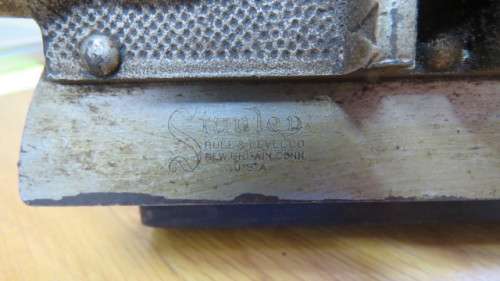 Stanley
RULE & LEVEL CO
NEW BRITAIN, CONN.
U.S.A.